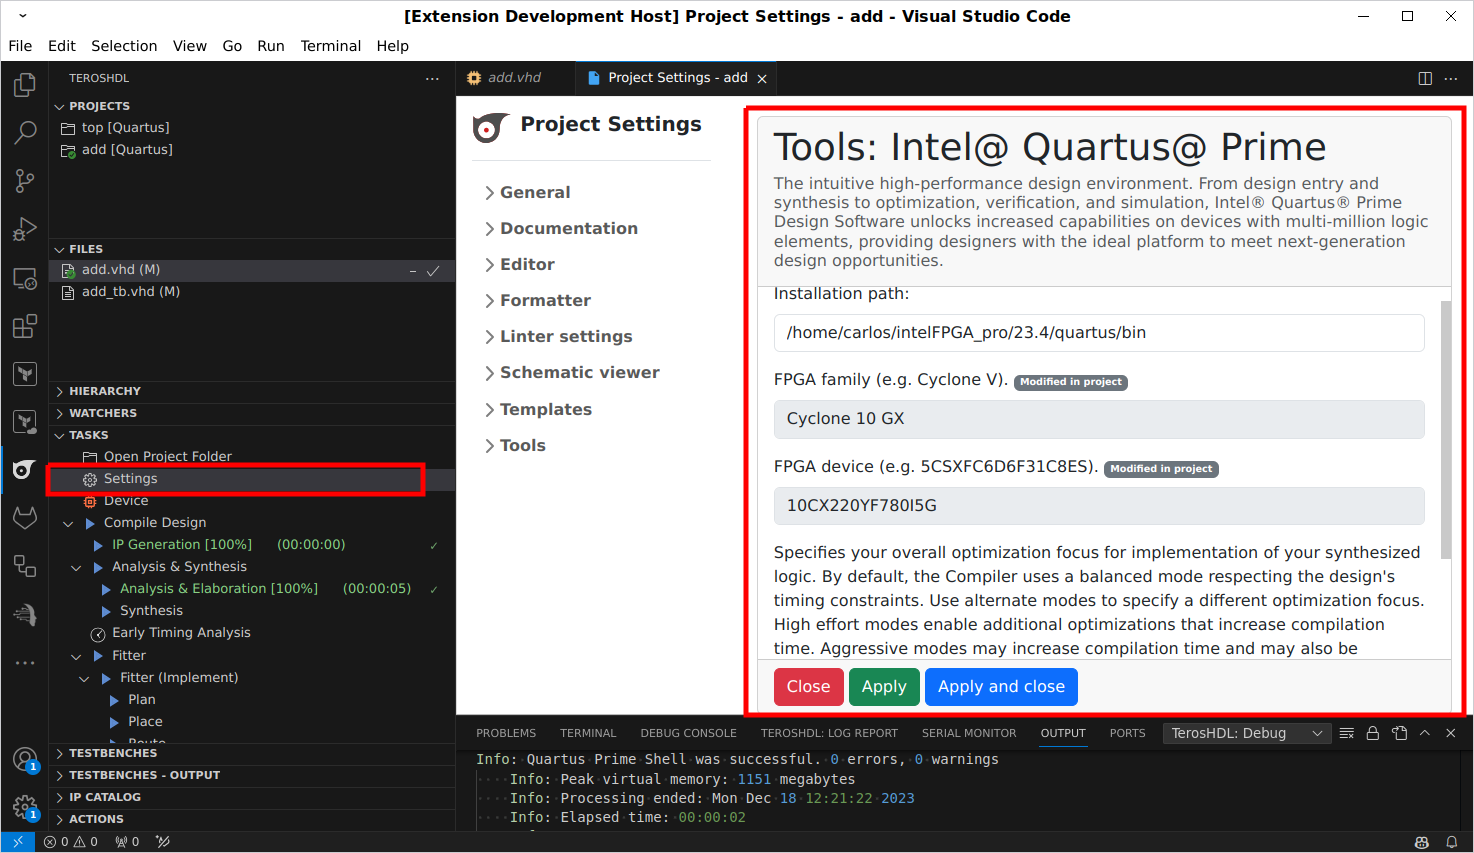 [Extension Development Host] Project Settings - add - Visual Studio Code
File Edit Selection View Go Run Terminal Help
TEROSHDL
PROJECTS
top [Quartus]
add [Quartus]
FILES
add.vhd (M)
add_tb.vhd (M)
HIERARCHY
WATCHERS
TASKS
Open Project Folder
Settings
Device
Compile Design
IP Generation [100%] (00:00:00)
Analysis & Synthesis
Analysis & Elaboration [100%] (00:00:05)
Synthesis
Early Timing Analysis
Fitter
Fitter (Implement)
Plan
Place
Route
TESTBENCHES
TESTBENCHES - OUTPUT
IP CATALOG
ACTIONS
add.vhd
Project Settings - add
Project Settings
General
Documentation
Editor
Formatter
Linter settings
Schematic viewer
Templates
Tools
Tools: Intel@ Quartus@ Prime
The intuitive high-performance design environment. From design entry and
synthesis to optimization, verification, and simulation, Intel® Quartus® Prime
Design Software unlocks increased capabilities on devices with multi-million logic
elements, providing designers with the ideal platform to meet next-generation
design opportunities.
Installation path:
/home/carlos/intelFPGA_pro/23.4/quartus/bin
FPGA family (e.g. Cyclone V). Modified in project
Cyclone 10 GX
FPGA device (e.g. 5CSXFC6D6F31C8ES). Modified in project
10CX220YF780I5G
Specifies your overall optimization focus for implementation of your synthesized
logic. By default, the Compiler uses a balanced mode respecting the design's
timing constraints. Use alternate modes to specify a different optimization focus.
High effort modes enable additional optimizations that increase compilation
time. Aggressive modes may increase compilation time and may also be
Close Apply Apply and close
PROBLEMS TERMINAL DEBUG CONSOLE TEROSHDL: LOG REPORT SERIAL MONITOR OUTPUT PORTS TerosHDL: Debug
Info: Quartus Prime Shell was successful. 0 errors, 0 warnings
Info: Peak virtual memory: 1151 megabytes
Info: Processing ended: Mon Dec 18 12:21:22 2023
Info: Elapsed time: 00:00:02
1
1
0 0 0